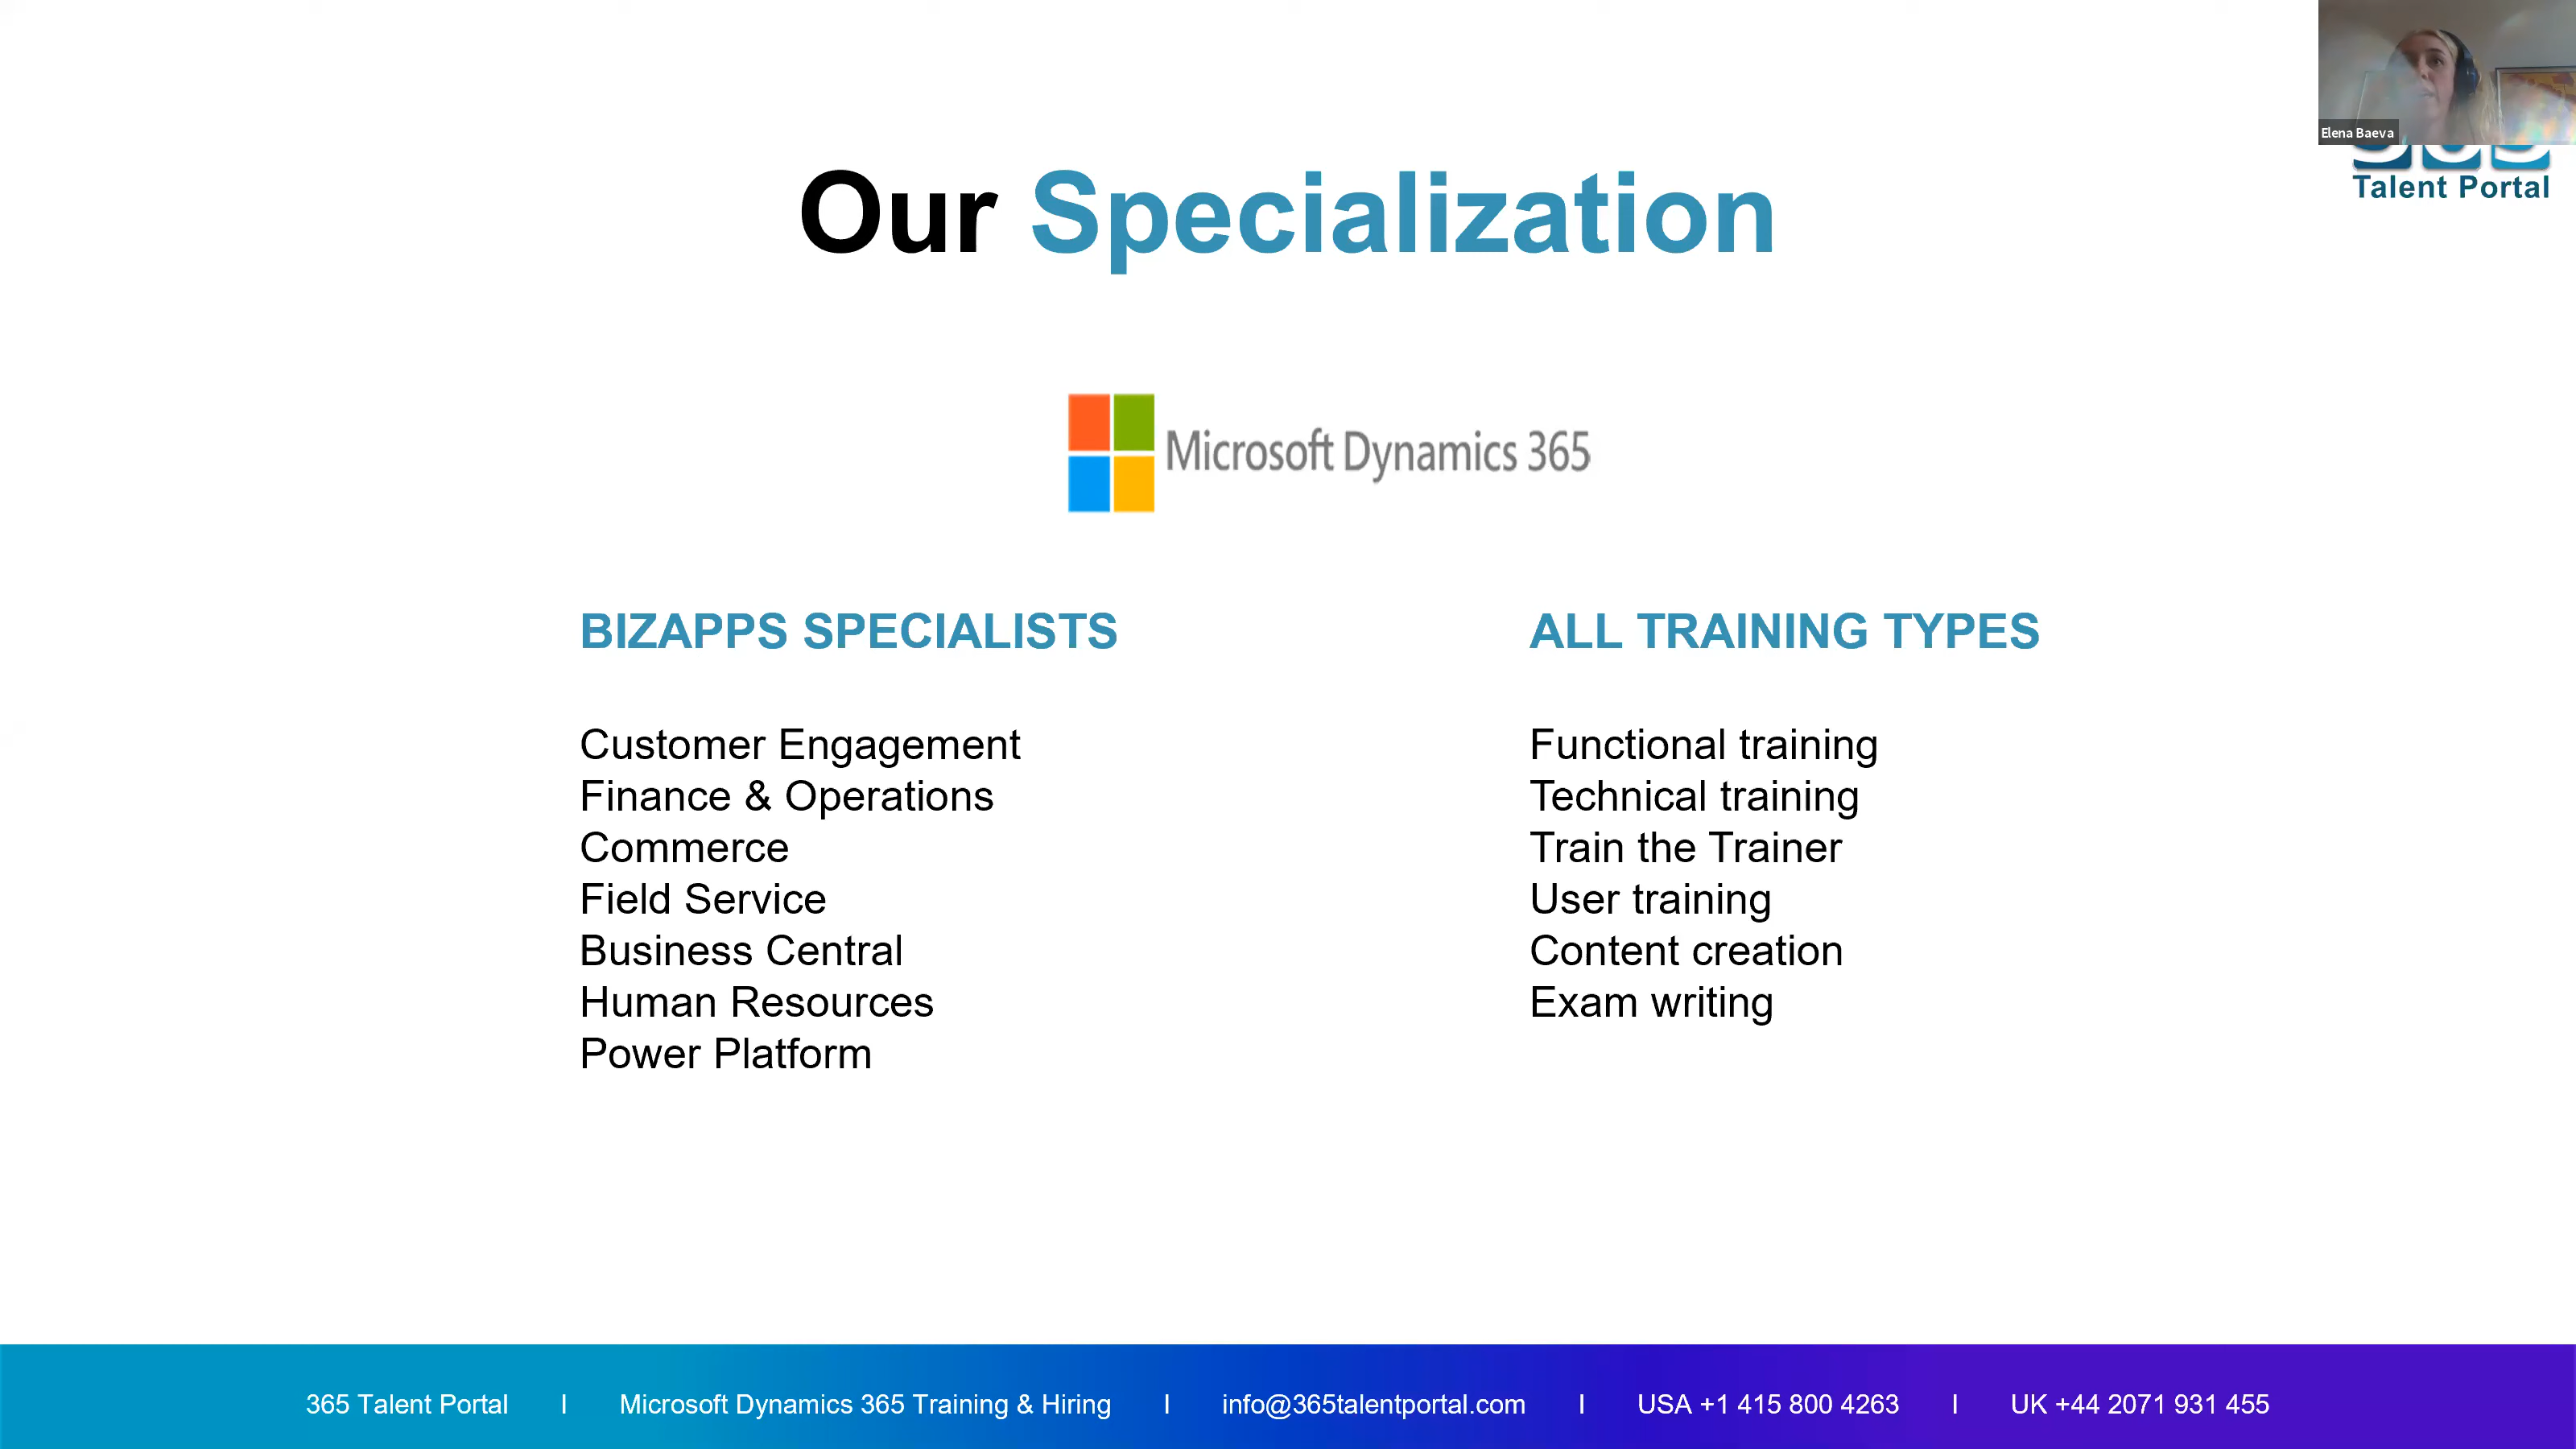 Elena Baeva
Talent Portal
Our Specialization
Microsoft Dynamics 365
BIZAPPS SPECIALISTS
Customer Engagement
Finance & Operations
Commerce
Field Service
Business Central
Human Resources
Power Platform
ALL TRAINING TYPES
Functional training
Technical training
Train the Trainer
User training
Content creation
Exam writing
365 Talent Portal I Microsoft Dynamics 365 Training & Hiring I info@365talentportal.com I USA +1 415 800 4263 I UK +44 2071 931 455